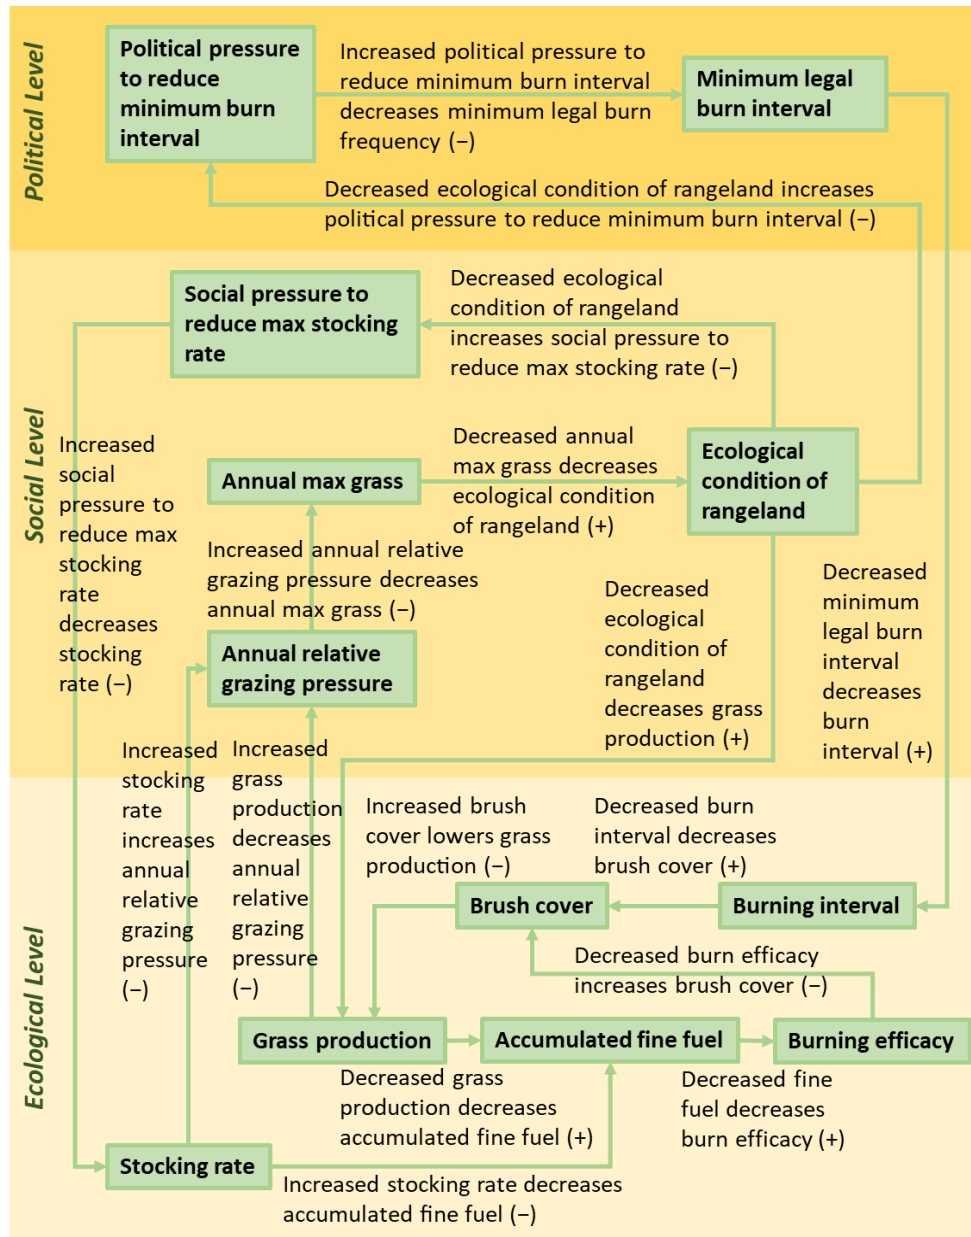 Political Level
Political pressure
to reduce
minimum burn
interval
Increased political pressure to
reduce minimum burn interval
decreases minimum legal burn
frequency (−)
Minimum legal
burn interval
Decreased ecological condition of rangeland increases
political pressure to reduce minimum burn interval (−)
Social Level
Social pressure to
reduce max stocking
rate
Decreased ecological
condition of rangeland
increases social pressure to
reduce max stocking rate (−)
Increased
social
pressure to
reduce max
stocking
rate
decreases
stocking
rate (−)
Annual max grass
Decreased annual
max grass decreases
ecological condition
of rangeland (+)
Ecological
condition of
rangeland
Increased annual relative
grazing pressure decreases
annual max grass (−)
Annual relative
grazing pressure
Decreased
ecological
condition of
rangeland
decreases grass
production (+)
Decreased
minimum
legal burn
interval
decreases
burn
interval (+)
Ecological Level
Increased
stocking
rate
increases
annual
relative
grazing
pressure
(−)
Increased
grass
production
decreases
annual
relative
grazing
pressure
(−)
Increased brush
cover lowers grass
production (−)
Decreased burn
interval decreases
brush cover (+)
Brush cover
Burning interval
Decreased burn efficacy
increases brush cover (−)
Grass production
Accumulated fine fuel
Burning efficacy
Decreased grass
production decreases
accumulated fine fuel (+)
Decreased fine
fuel decreases
burn efficacy (+)
Stocking rate
Increased stocking rate decreases
accumulated fine fuel (−)